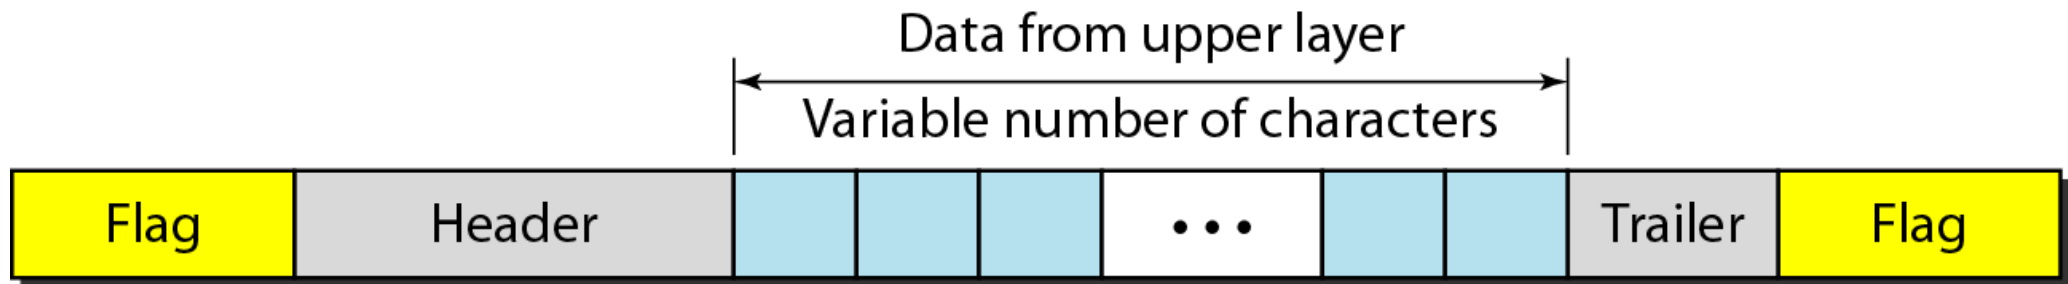 Data from upper layer
Variable number of characters
Flag Header ••• Trailer Flag